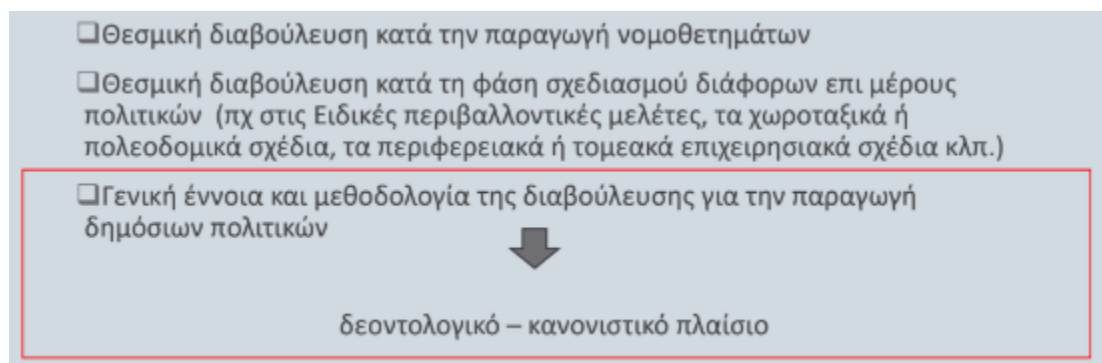 ❑Θεσμική διαβούλευση κατά την παραγωγή νομοθετημάτων
❑Θεσμική διαβούλευση κατά τη φάση σχεδιασμού διάφορων επι μέρους
πολιτικών (πχ στις Ειδικές περιβαλλοντικές μελέτες, τα χωροταξικά ή
πολεοδομικά σχέδια, τα περιφερειακά ή τομεακά επιχειρησιακά σχέδια κλπ.)
❑Γενική έννοια και μεθοδολογία της διαβούλευσης για την παραγωγή
δημόσιων πολιτικών
δεοντολογικό – κανονιστικό πλαίσιο